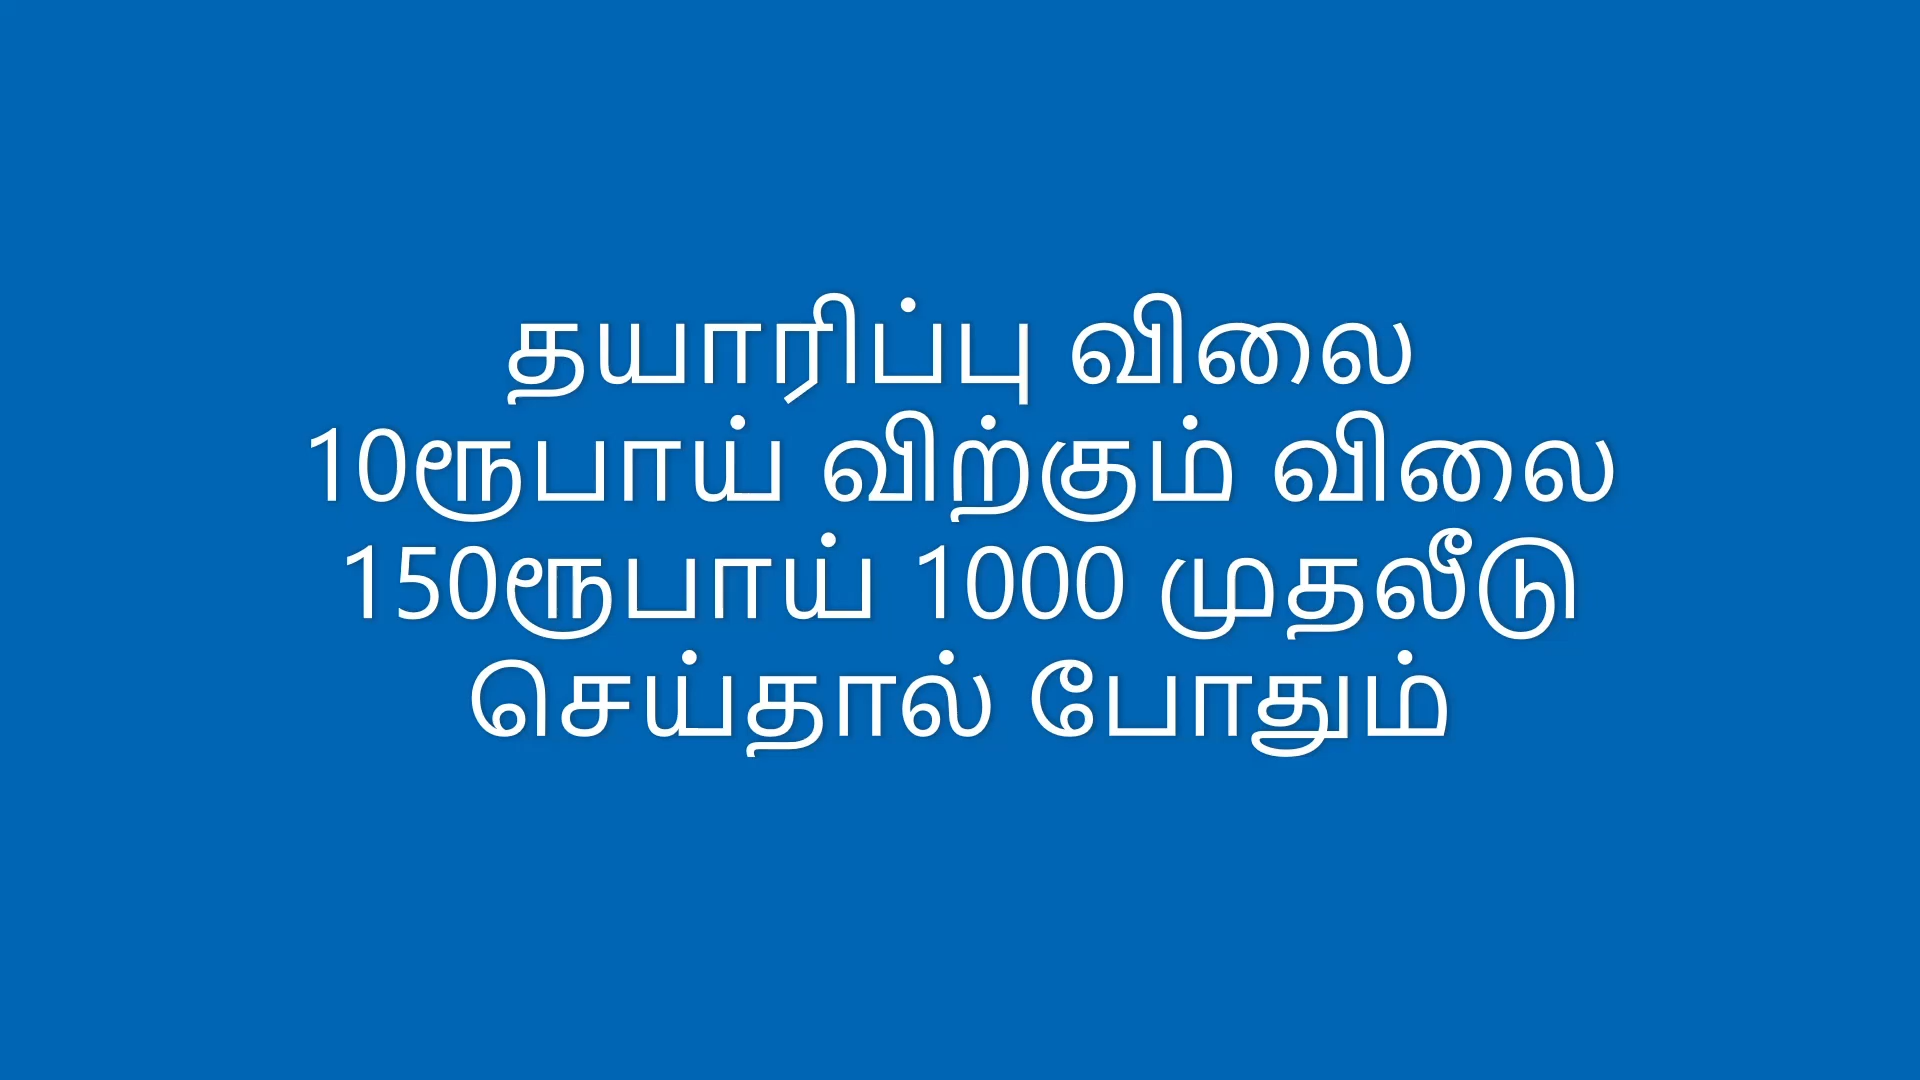 தயாரிப்பு விலை
10ரூபாய் விற்கும் விலை
150ரூபாய் 1000 முதலீடு
செய்தால் போதும்